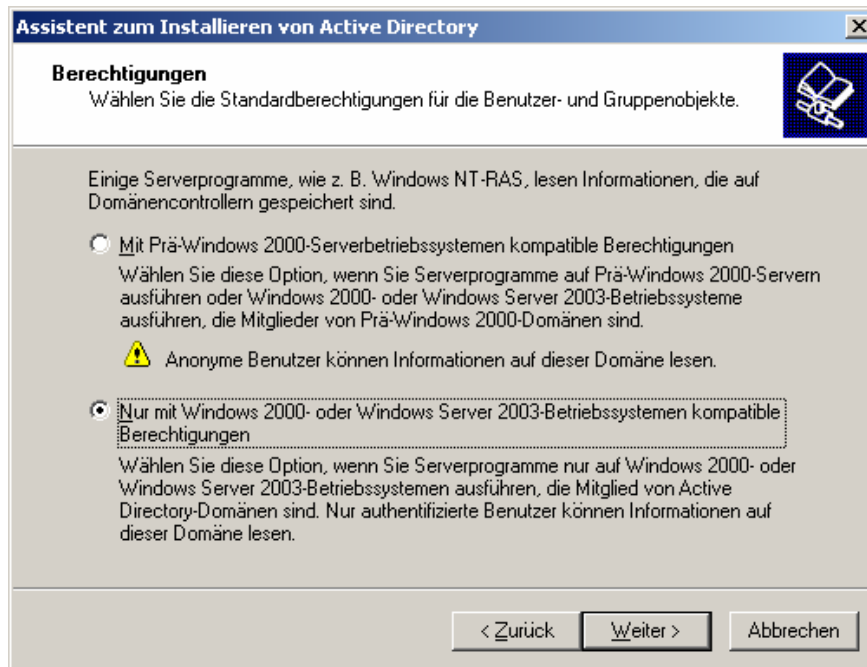 Assistent zum Installieren von Active Directory
Berechtigungen
Wählen Sie die Standardberechtigungen für die Benutzer- und Gruppenobjekte.
Einige Serverprogramme, wie z. B. Windows NT-RAS, lesen Informationen, die auf
Domänencontrollern gespeichert sind.
Mit Prä-Windows 2000-Serverbetriebssystemen kompatible Berechtigungen
Wählen Sie diese Option, wenn Sie Serverprogramme auf Prä-Windows 2000-Servern
ausführen oder Windows 2000- oder Windows Server 2003-Betriebssysteme
ausführen, die Mitglieder von Prä-Windows 2000-Domänen sind.
Anonyme Benutzer können Informationen auf dieser Domäne lesen.
Nur mit Windows 2000- oder Windows Server 2003-Betriebssystemen kompatible
Berechtigungen
Wählen Sie diese Option, wenn Sie Serverprogramme nur auf Windows 2000- oder
Windows Server 2003-Betriebssystemen ausführen, die Mitglied von Active
Directory-Domänen sind. Nur authentifizierte Benutzer können Informationen auf
dieser Domäne lesen.
< Zurück Weiter > Abbrechen